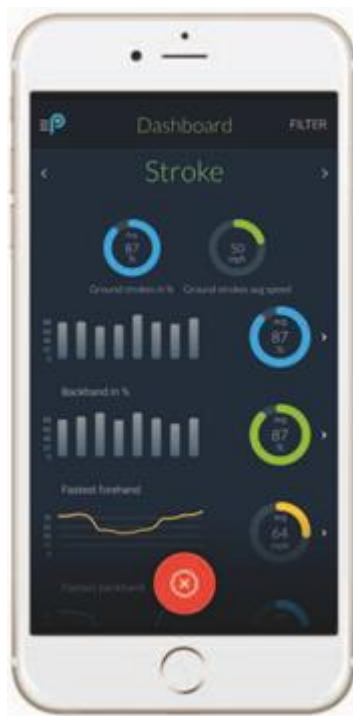 Dashboard FILTER
Stroke
Avg
87
%
50
mph
Ground strokes in % Ground strokes avg speed
Avg
87
%
Backhand in %
Avg
87
%
Fastest forehand
Avg
64
mph
Fastest backhand